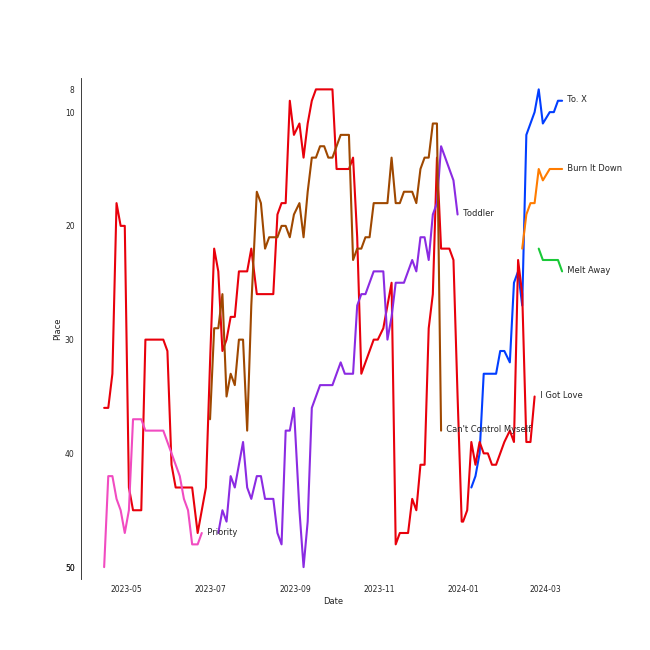 8
10
To. X
Burn It Down
Toddler
20
Melt Away
30
Place
I Got Love
Can't Control Myself
40
Priority
50
2023-05
2023-07
2023-09
2023-11
2024-01
2024-03
Date